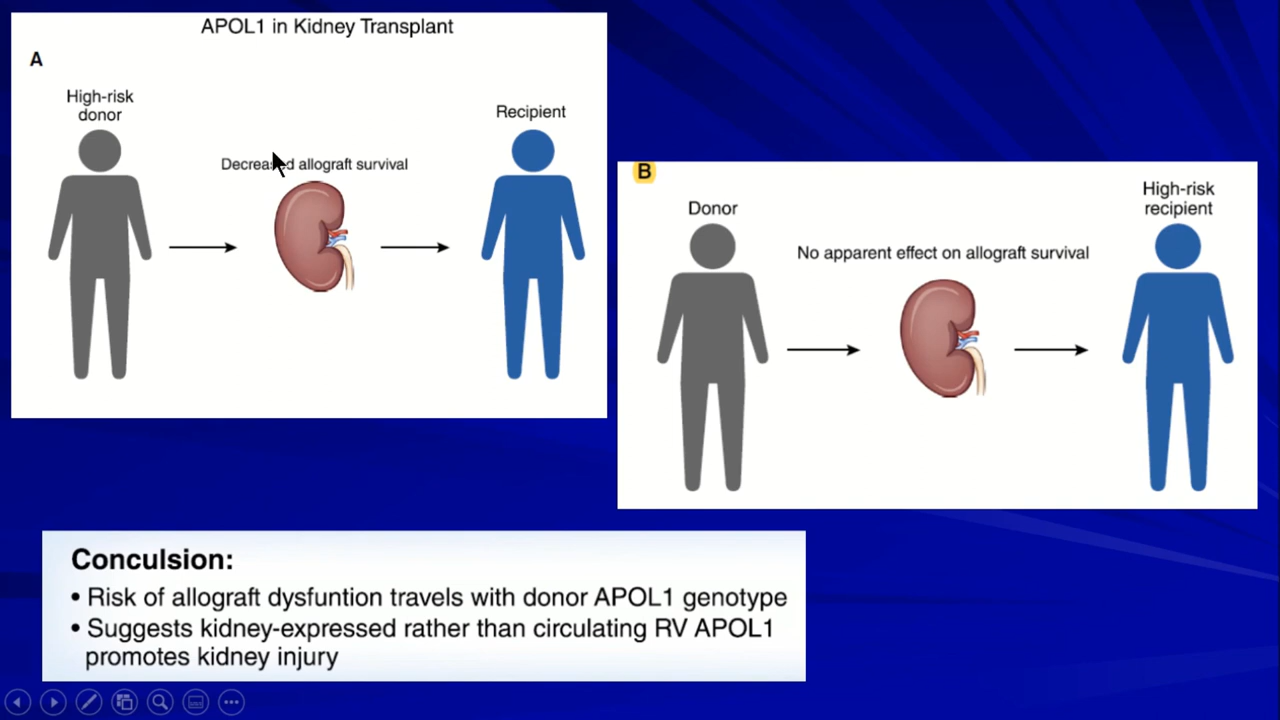 APOL1 in Kidney Transplant
A
High-risk
donor
Recipient
Decreased allograft survival
B
Donor
High-risk
recipient
No apparent effect on allograft survival
Conculsion:
• Risk of allograft dysfuntion travels with donor APOL1 genotype
• Suggests kidney-expressed rather than circulating RV APOL1
promotes kidney injury